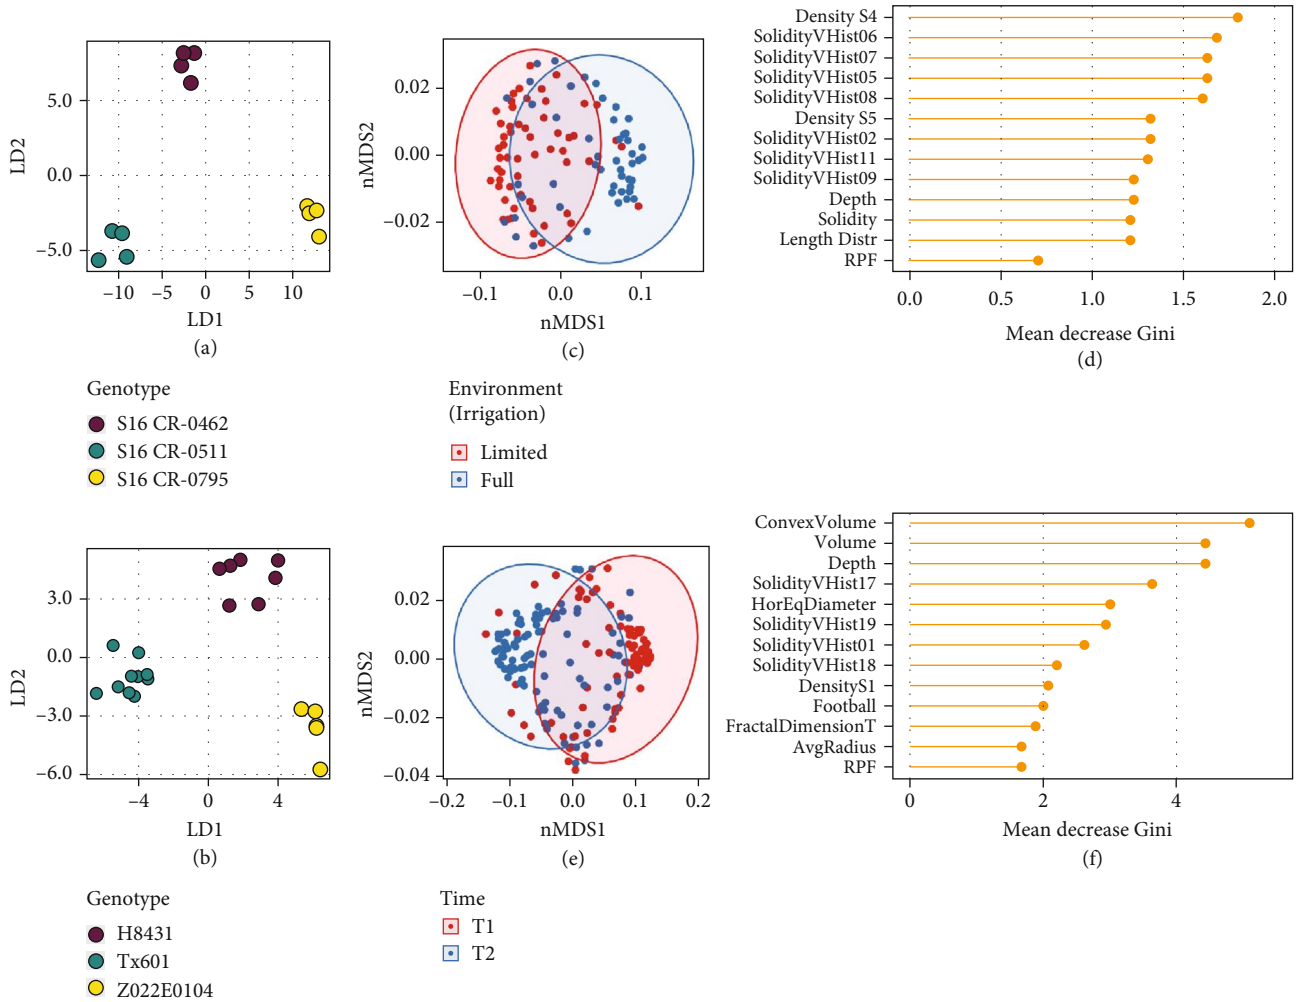 LD2
5.0
0.0
−5.0
−10
−5
0
5
10
LD1
(a)
Genotype
S16 CR-0462
S16 CR-0511
S16 CR-0795
nMDS2
0.02
0.00
−0.02
−0.1
0.0
0.1
nMDS1
(c)
Environment
(Irrigation)
Limited
Full
Density S4
SolidityVHist06
SolidityVHist07
SolidityVHist05
SolidityVHist08
Density S5
SolidityVHist02
SolidityVHist11
SolidityVHist09
Depth
Solidity
Length Distr
RPF
0.0
0.5
1.0
1.5
2.0
Mean decrease Gini
(d)
LD2
3.0
0.0
−3.0
−6.0
−4
0
4
LD1
(b)
Genotype
H8431
Tx601
Z022E0104
nMDS2
0.02
0.00
−0.02
−0.04
−0.2
−0.1
0.0
0.1
0.2
nMDS1
(e)
Time
T1
T2
ConvexVolume
Volume
Depth
SolidityVHist17
HorEqDiameter
SolidityVHist19
SolidityVHist01
SolidityVHist18
DensityS1
Football
FractalDimensionT
AvgRadius
RPF
0
2
4
Mean decrease Gini
(f)